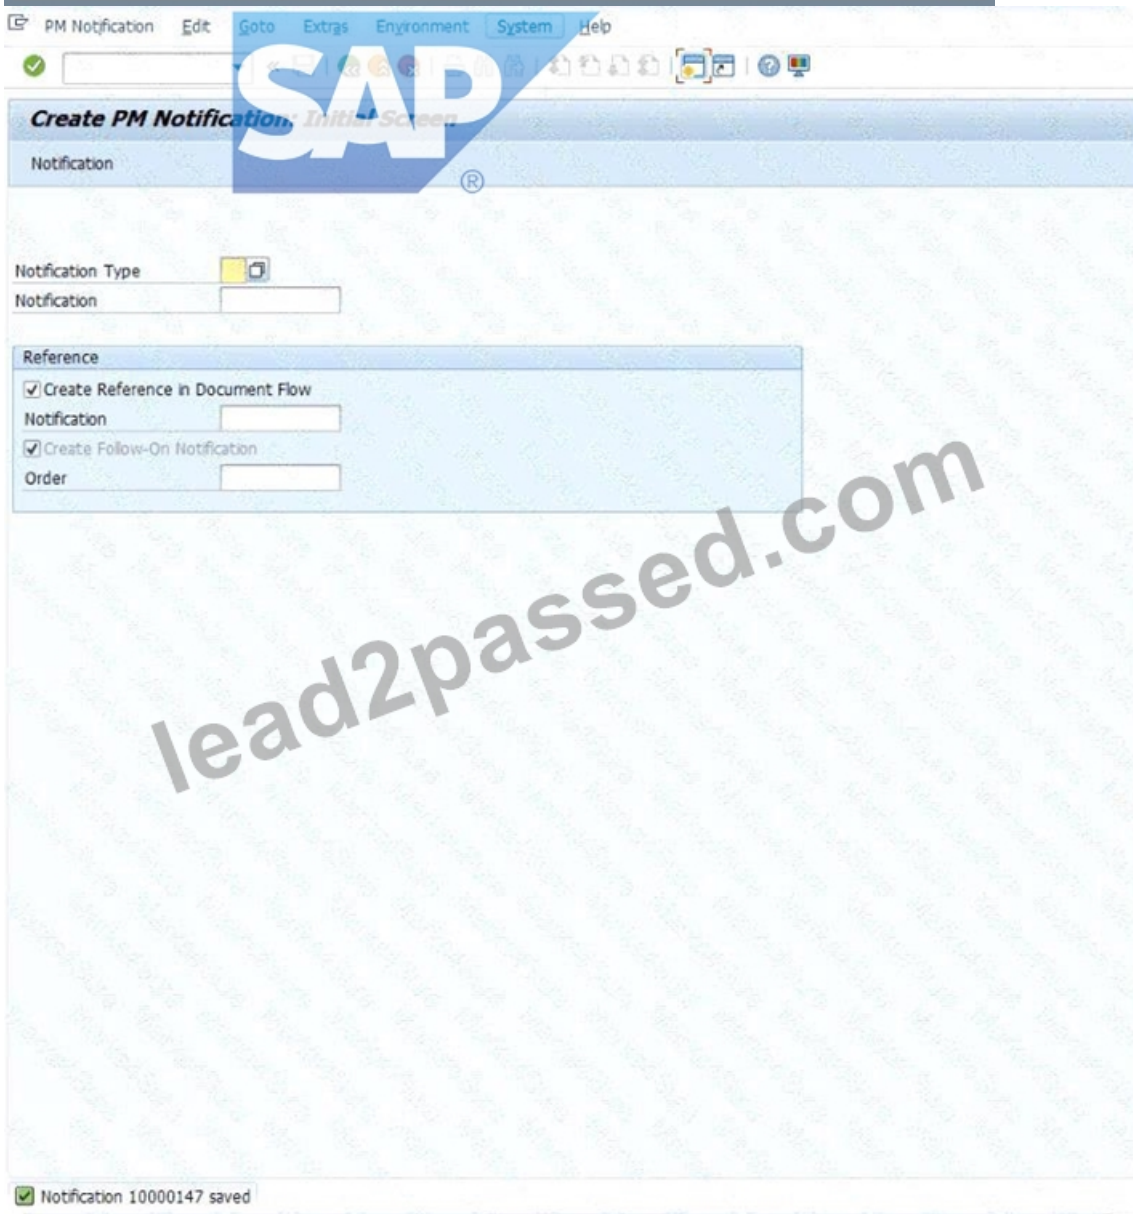 PM Notification Edit Goto Extras Environment System Help
Create PM Notification: Initial Screen
SAP
®
Notification
Notification Type
Notification
Reference
Create Reference in Document Flow
Notification
Create Follow-On Notification
Order
lead2passed.com
Notification 10000147 saved